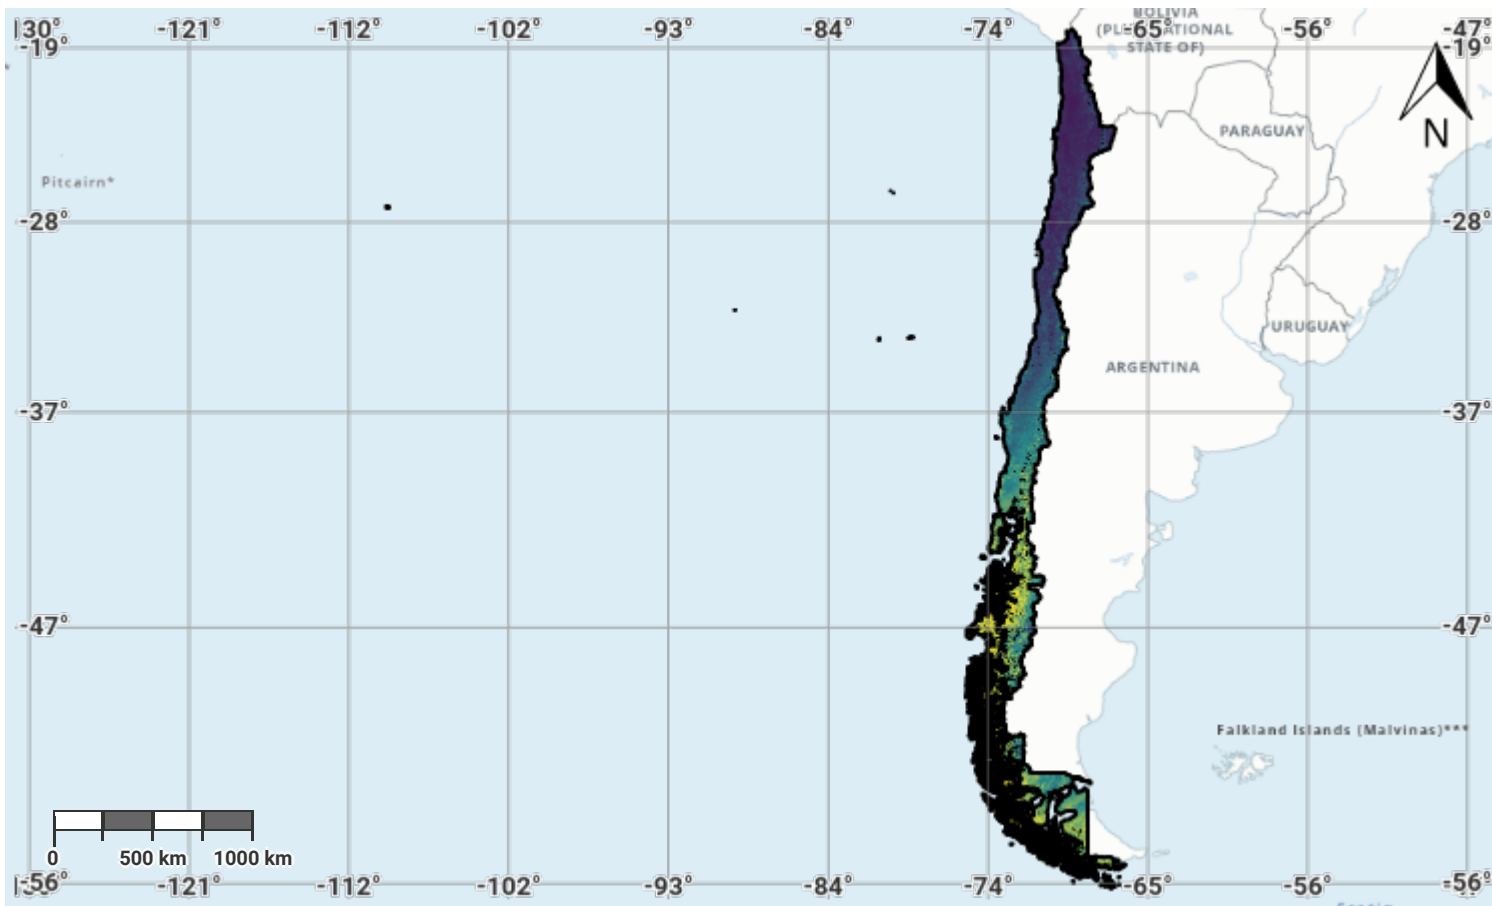 BOLIVIA
|30° -121° -112° -102° -93° -84° -74° -65° -56° -47°
STATE OF)
-19° -19°
N
PARAGUAY
Pitcairn*
-28° -28°
URUGUAY
ARGENTINA
-37° -37°
-47° -47°
Falkland Islands (Malvinas)***
0 500 km 1000 km
-56° -121° -112° -102° -93° -84° -74° -65° -56° -56°